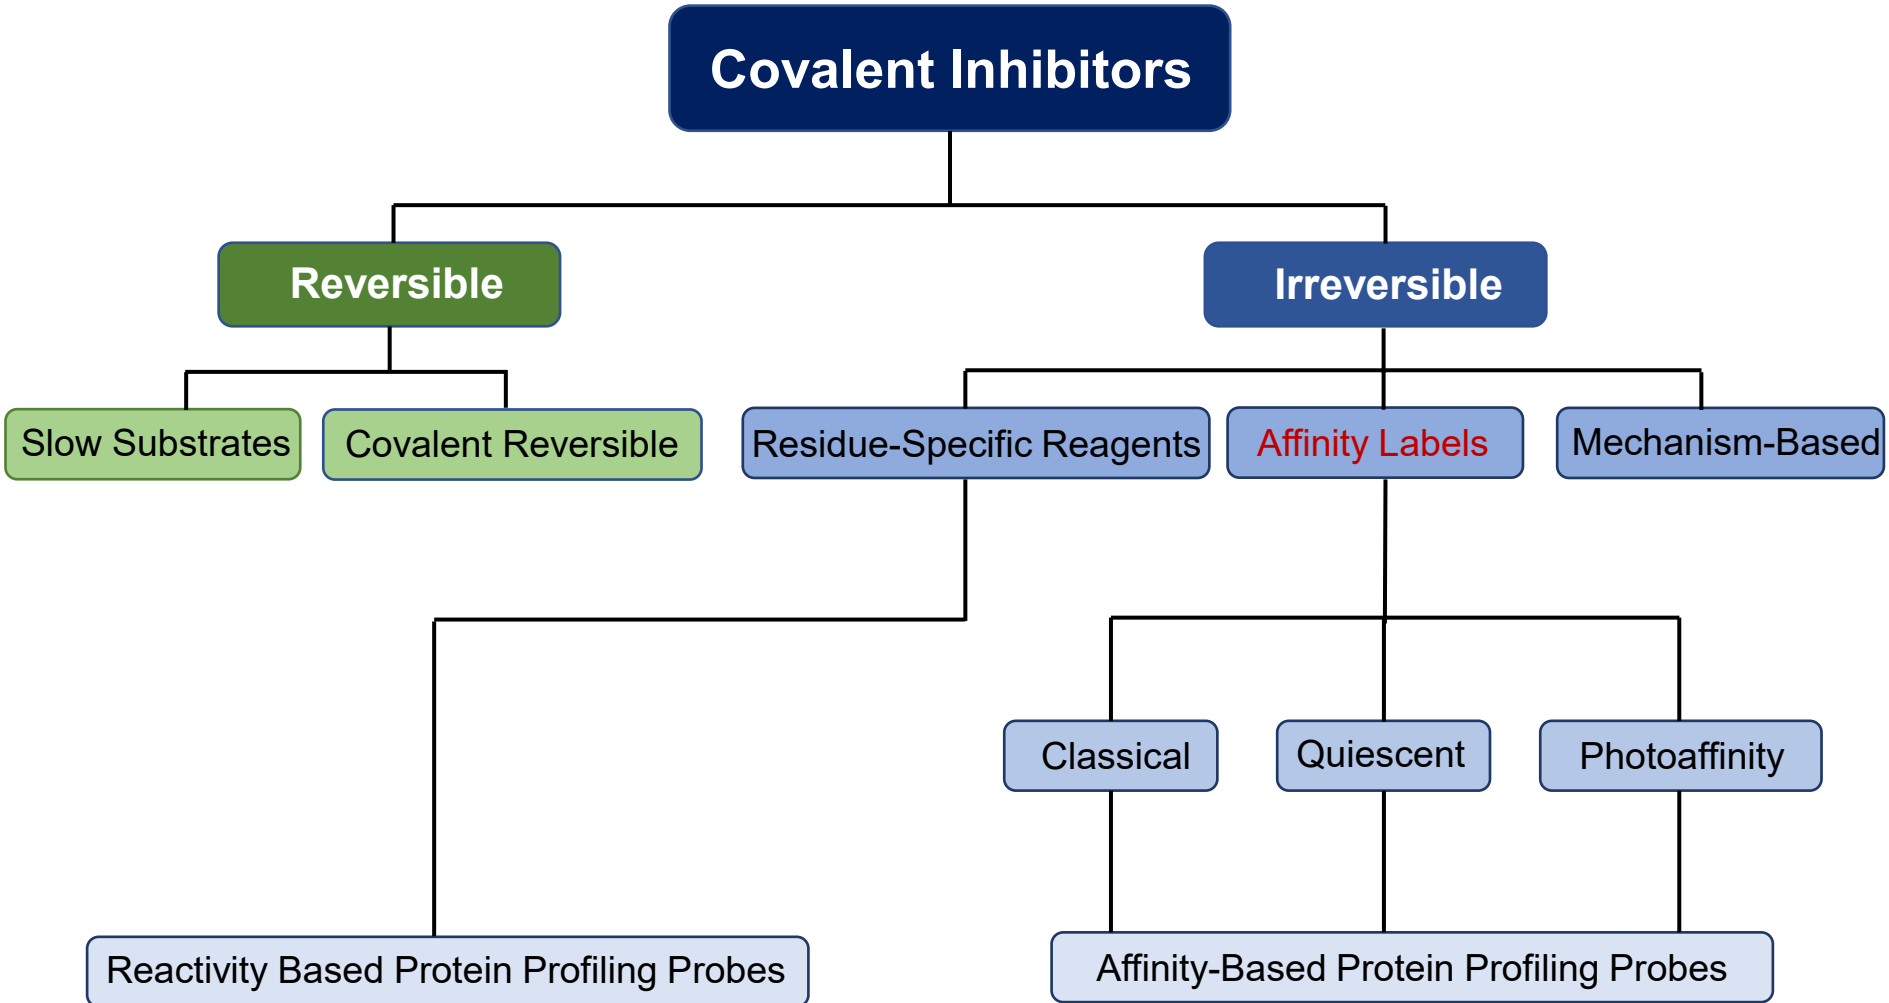 Covalent Inhibitors
Reversible
Irreversible
Slow Substrates
Covalent Reversible
Residue-Specific Reagents
Affinity Labels
Mechanism-Based
Classical
Quiescent
Photoaffinity
Reactivity Based Protein Profiling Probes
Affinity-Based Protein Profiling Probes